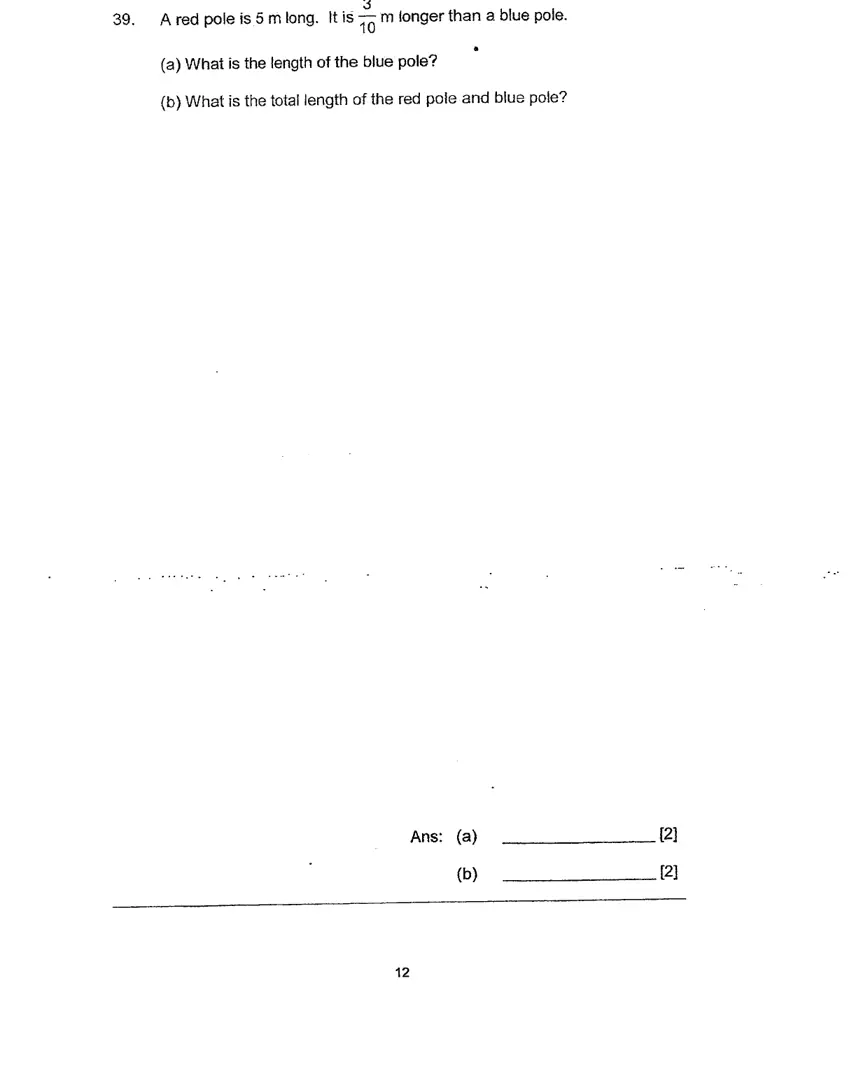 39. A red pole is 5 m long. It is 3/10 m longer than a blue pole.
(a) What is the length of the blue pole?
(b) What is the total length of the red pole and blue pole?
Ans: (a) ____________ [2]
(b) ____________ [2]
12